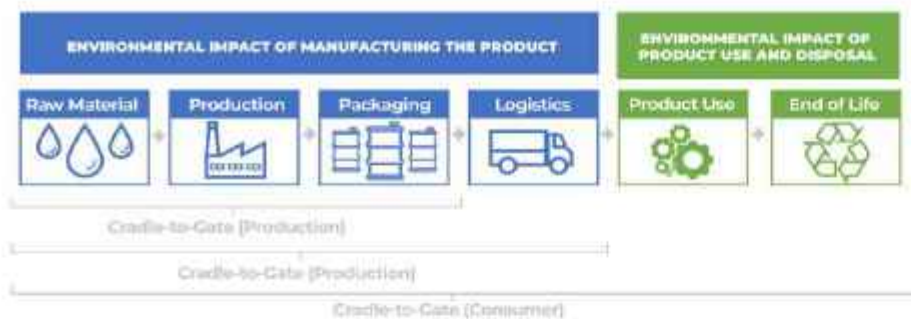 ENVIRONMENTAL IMPACT OF MANUFACTURING THE PRODUCT
ENVIRONMENTAL IMPACT OF
PRODUCT USE AND DISPOSAL
Raw Material
Production
Packaging
Logistics
Product Use
End of Life
Cradle-to-Gate (Production)
Cradle-to-Gate (Production)
Cradle-to-Gate (Consumer)